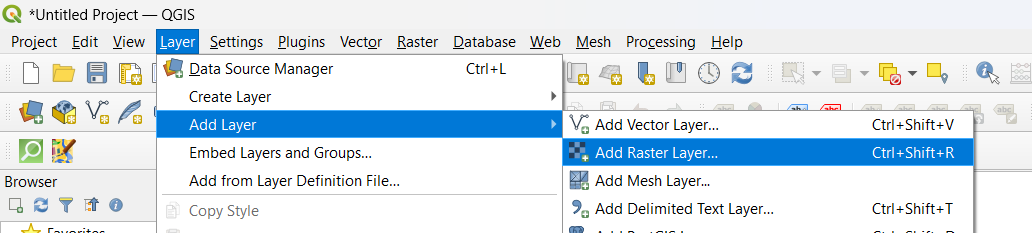 *Untitled Project — QGIS
Project Edit View Layer Settings Plugins Vector Raster Database Web Mesh Processing Help
Data Source Manager Ctrl+L
Create Layer
Add Layer
Add Vector Layer... Ctrl+Shift+V
Embed Layers and Groups...
Add Raster Layer... Ctrl+Shift+R
Add from Layer Definition File...
Add Mesh Layer...
Browser
Copy Style
Add Delimited Text Layer... Ctrl+Shift+T